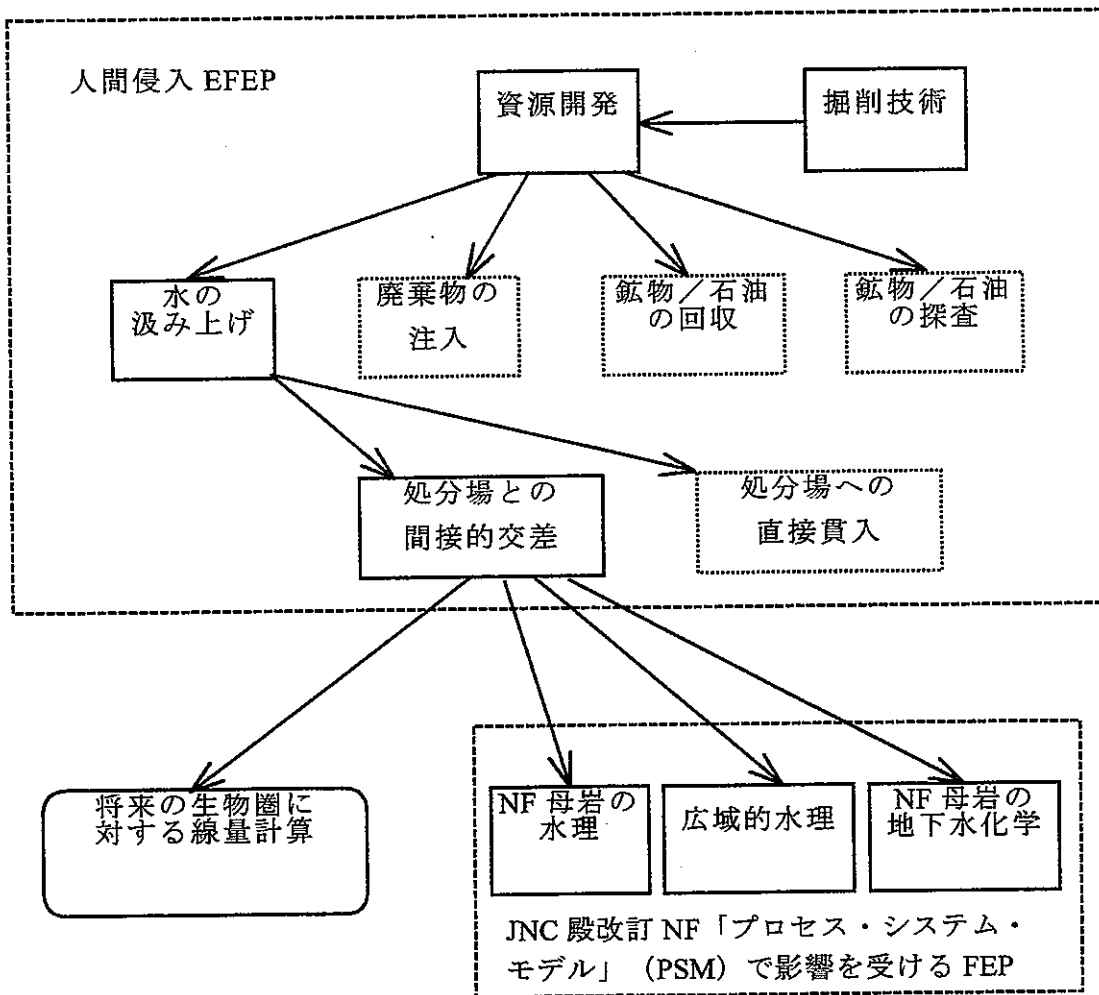 人間侵入 EFEP
資源開発
掘削技術
水の
汲み上げ
廃棄物の
注入
鉱物／石油
の回収
鉱物／石油
の探査
処分場との
間接的交差
処分場への
直接貫入
将来の生物圏に
対する線量計算
NF 母岩の
水理
広域的水理
NF 母岩の
地下水化学
JNC 殿改訂 NF「プロセス・システム・
モデル」（PSM）で影響を受ける FEP